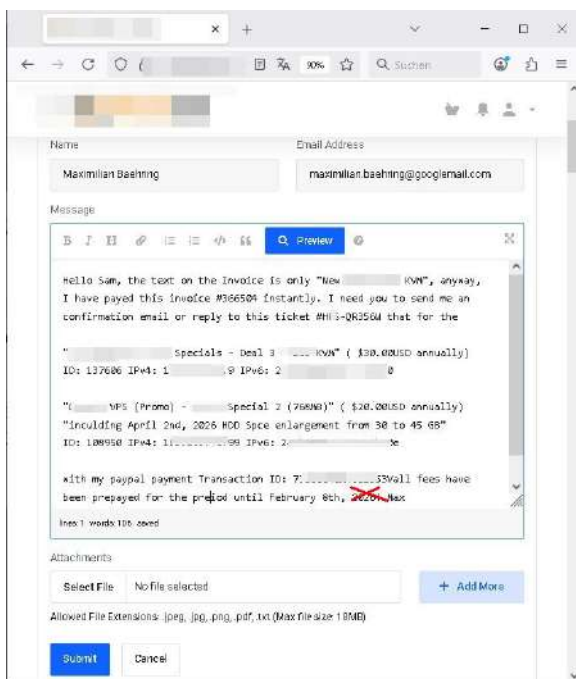 90%
Suchen
Name
Email Address
Maximilian Baehring
maximilian.baehring@googlemail.com
Message
Preview
Hello Sam, the text on the Invoice is only "New KVM", anyway,
I have payed this invoice #366504 instantly. I need you to send me an
confirmation email or reply to this ticket that for the
Specials - Deal 3 KVM" ( $30.00USD annually)
ID: 137606 IPv4: 1 .9 IPv6: 2 0
VPS (Promo) - Special 2 (768MB)" ( $20.00USD annually)
"inculding April 2nd, 2026 HDD Spce enlargement from 30 to 45 GB"
ID: 108950 IPv4: 99 IPv6: 2
with my paypal payment Transaction ID: 7 all fees have
been prepayed for the preiod until February 8th, Max
lines: 1 words: 106 saved
Attachments
Select File No file selected
+ Add More
Allowed File Extensions: .jpeg, .jpg, .png, .pdf, .txt (Max file size: 10MB)
Submit
Cancel